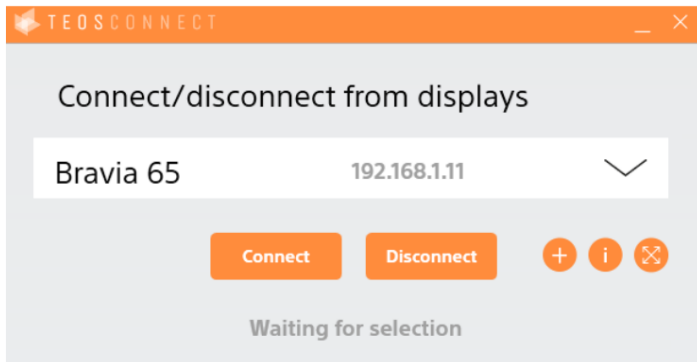 TEOSCONNECT
Connect/disconnect from displays
Bravia 65 192.168.1.11
Connect Disconnect + i
Waiting for selection